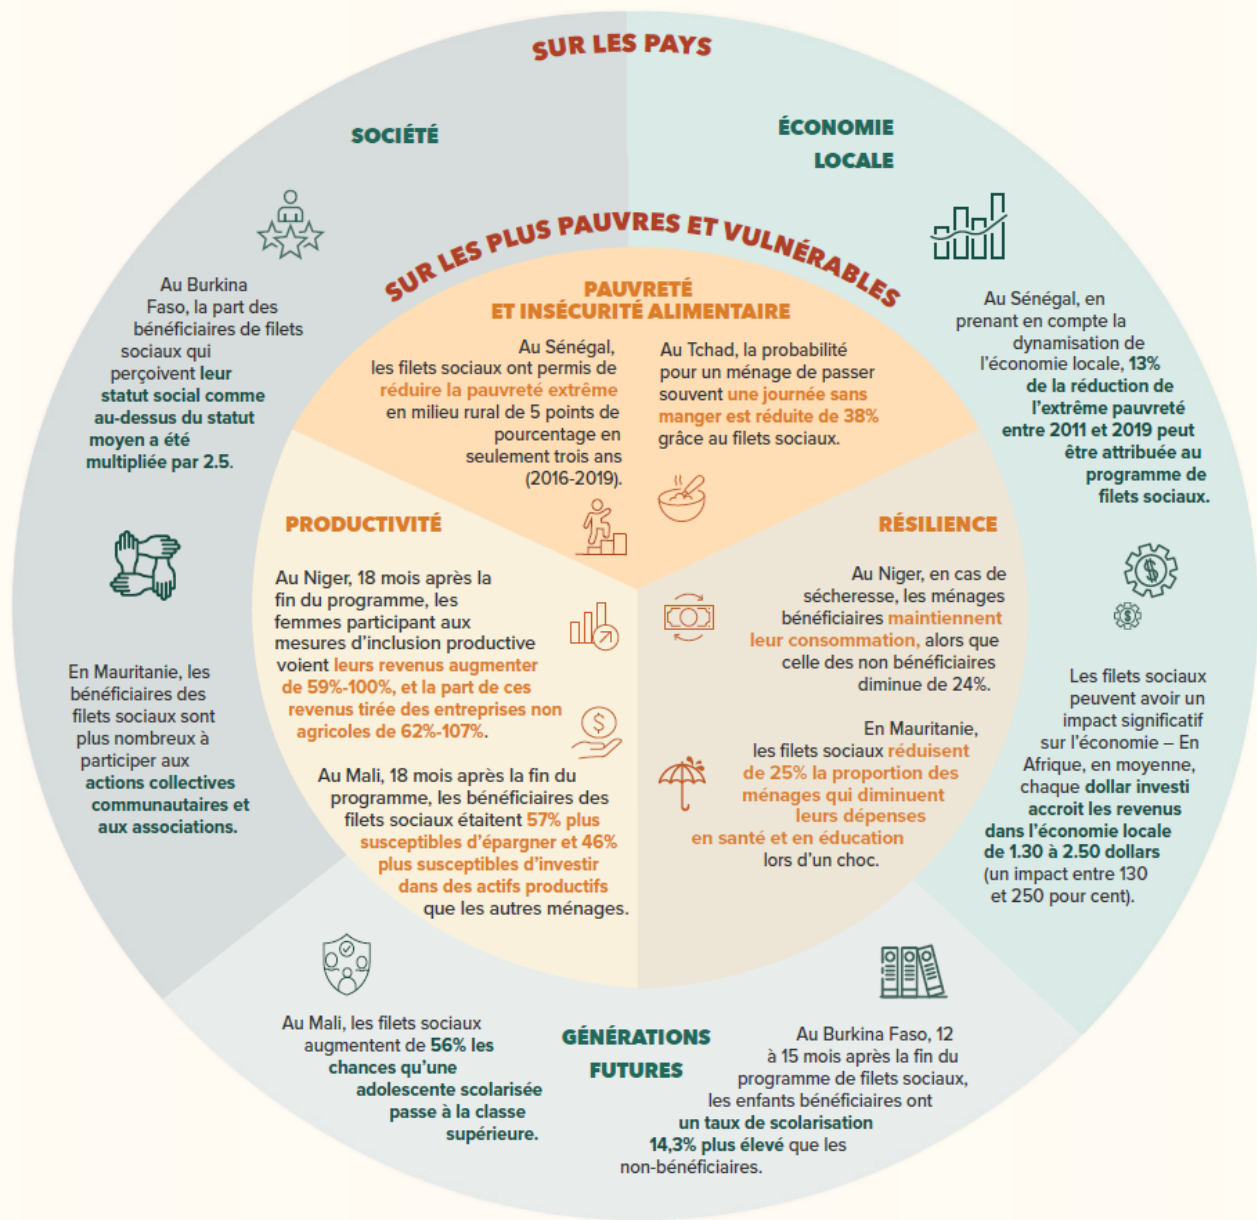 SUR LES PAYS
SOCIÉTÉ
Au Burkina
Faso, la part des
bénéficiaires de filets
sociaux qui
perçoivent leur
statut social comme
au-dessus du statut
moyen a été
multipliée par 2.5.
En Mauritanie, les
bénéficiaires des
filets sociaux sont
plus nombreux à
participer aux
actions collectives
communautaires et
aux associations.
ÉCONOMIE
LOCALE
Au Sénégal, en
prenant en compte la
dynamisation de
l'économie locale, 13%
de la réduction de
l'extrême pauvreté
entre 2011 et 2019 peut
être attribuée au
programme de
filets sociaux.
Les filets sociaux
peuvent avoir un
impact significatif
sur l'économie – En
Afrique, en moyenne,
chaque dollar investi
accroit les revenus
dans l'économie locale
de 1.30 à 2.50 dollars
(un impact entre 130
et 250 pour cent).
SUR LES PLUS PAUVRES ET VULNÉRABLES
PAUVRETÉ
ET INSÉCURITÉ ALIMENTAIRE
Au Sénégal,
les filets sociaux ont permis de
réduire la pauvreté extrême
en milieu rural de 5 points de
pourcentage en
seulement trois ans
(2016-2019).
Au Tchad, la probabilité
pour un ménage de passer
souvent une journée sans
manger est réduite de 38%
grâce au filets sociaux.
PRODUCTIVITÉ
Au Niger, 18 mois après la
fin du programme, les
femmes participant aux
mesures d'inclusion productive
voient leurs revenus augmenter
de 59%-100%, et la part de ces
revenus tirée des entreprises non
agricoles de 62%-107%.
Au Mali, 18 mois après la fin du
programme, les bénéficiaires des
filets sociaux étaitent 57% plus
susceptibles d'épargner et 46%
plus susceptibles d'investir
dans des actifs productifs
que les autres ménages.
RÉSILIENCE
Au Niger, en cas de
sécheresse, les ménages
bénéficiaires maintiennent
leur consommation, alors que
celle des non bénéficiaires
diminue de 24%.
En Mauritanie,
les filets sociaux réduisent
de 25% la proportion des
ménages qui diminuent
leurs dépenses
en santé et en éducation
lors d'un choc.
Au Mali, les filets sociaux
augmentent de 56% les
chances qu'une
adolescente scolarisée
passe à la classe
supérieure.
GÉNÉRATIONS
FUTURES
Au Burkina Faso, 12
à 15 mois après la fin du
programme de filets sociaux,
les enfants bénéficiaires ont
un taux de scolarisation
14,3% plus élevé que les
non-bénéficiaires.